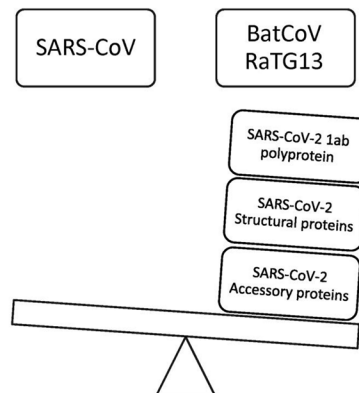 SARS-CoV
BatCoV
RaTG13
SARS-CoV-2 1ab
polyprotein
SARS-CoV-2
Structural proteins
SARS-CoV-2
Accessory proteins